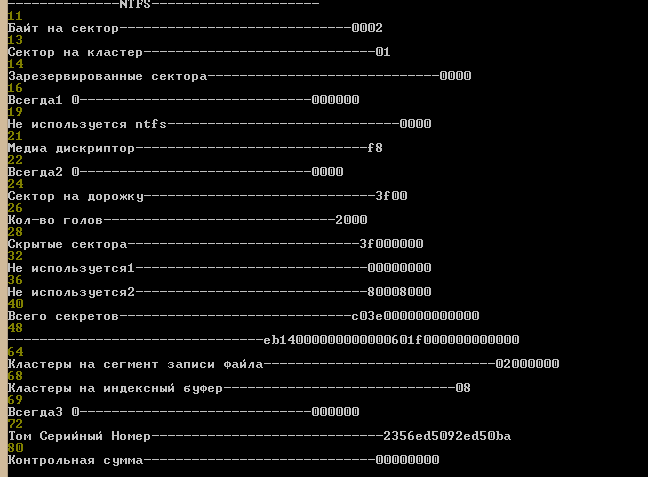 --------------NTFS---------------------
11
Байт на сектор-----------------------------0002
13
Сектор на кластер-----------------------------01
14
Зарезервированные сектора-----------------------------0000
16
Всегда1 0-----------------------------000000
19
Не используется ntfs-----------------------------0000
21
Медиа дискриптор-----------------------------f8
22
Всегда2 0-----------------------------0000
24
Сектор на дорожку-----------------------------3f00
26
Кол-во голов-----------------------------2000
28
Скрытые сектора-----------------------------3f000000
32
Не используется1-----------------------------00000000
36
Не используется2-----------------------------80008000
40
Всего секретов-----------------------------c03e000000000000
48
--------------------------------eb14000000000000601f000000000000
64
Кластеры на сегмент записи файла-----------------------------02000000
68
Кластеры на индексный буфер-----------------------------08
69
Всегда3 0-----------------------------000000
72
Том Серийный Номер-----------------------------2356ed5092ed50ba
80
Контрольная сумма-----------------------------00000000